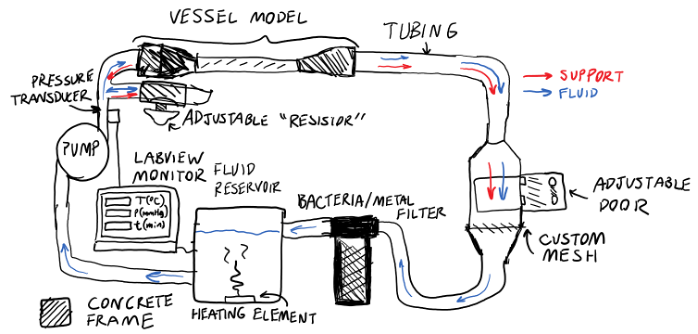 VESSEL MODEL
TUBING
PRESSURE
TRANSDUCER
SUPPORT
FLUID
ADJUSTABLE "RESISTOR"
PUMP
LABVIEW
MONITOR
FLUID
RESERVOIR
BACTERIA/METAL
FILTER
ADJUSTABLE
DOOR
T(°C)
P(mmHg)
t(min)
CUSTOM
MESH
CONCRETE
FRAME
HEATING ELEMENT